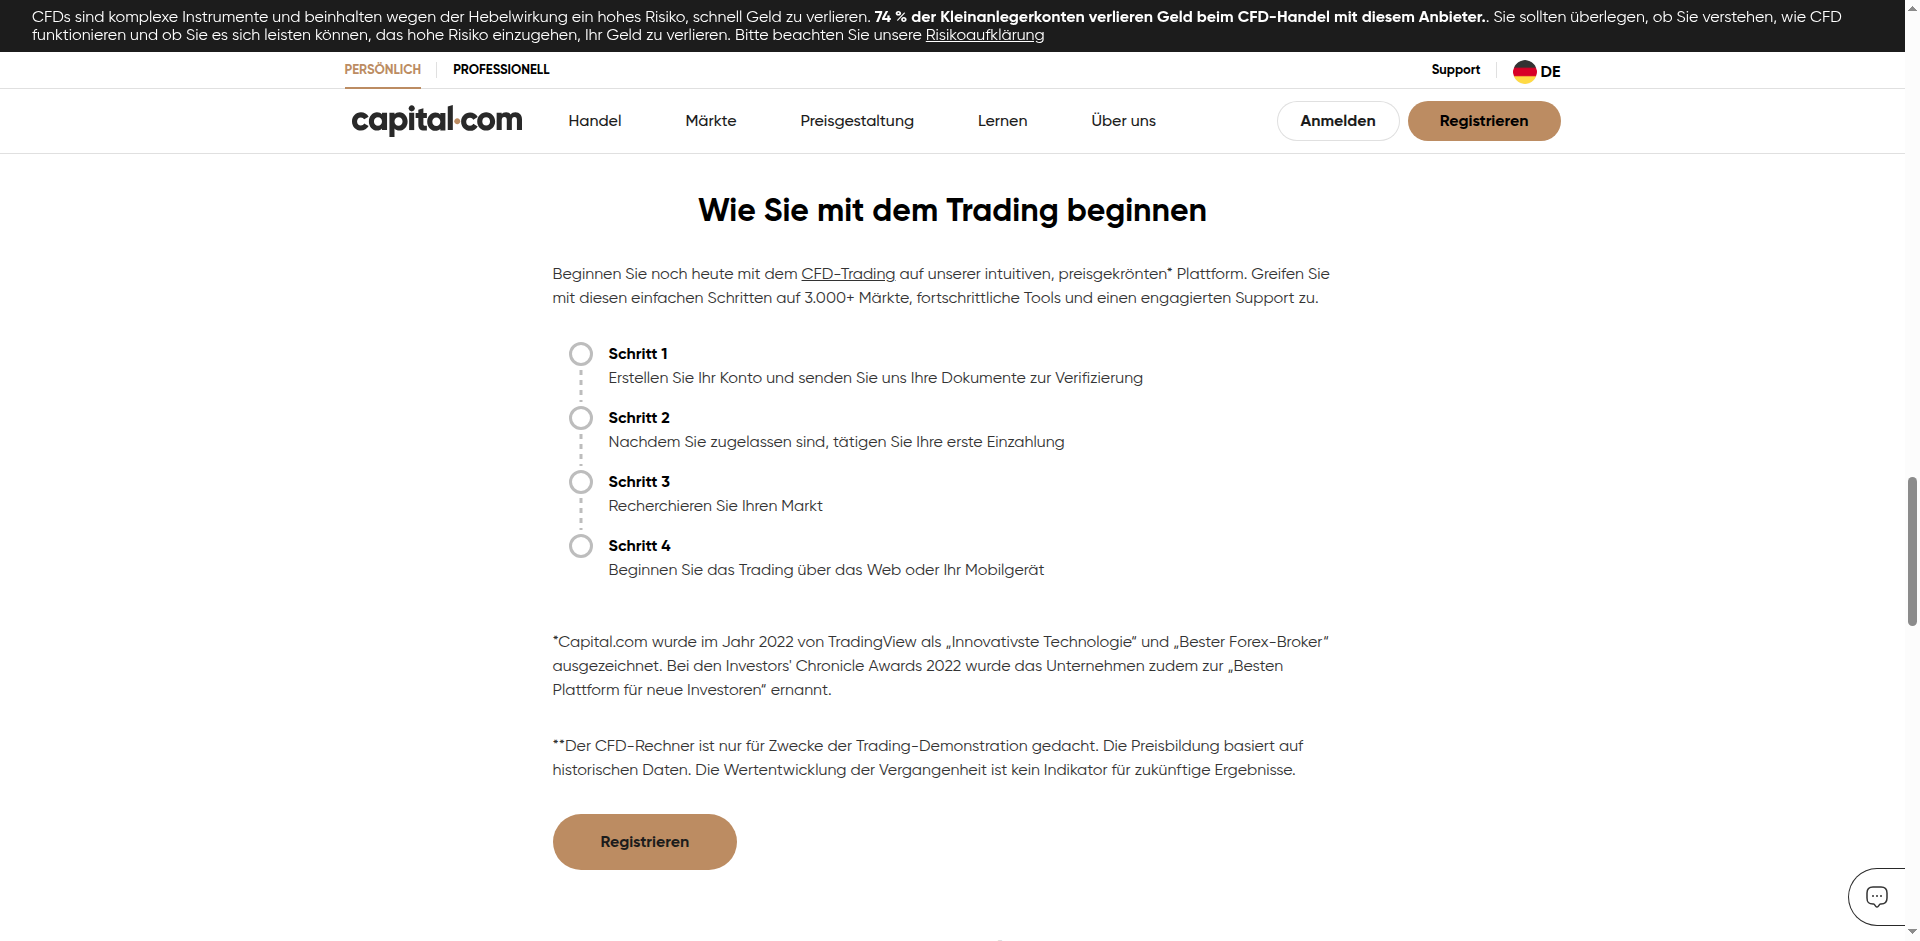 CFDs sind komplexe Instrumente und beinhalten wegen der Hebelwirkung ein hohes Risiko, schnell Geld zu verlieren. 74 % der Kleinanlegerkonten verlieren Geld beim CFD-Handel mit diesem Anbieter.. Sie sollten überlegen, ob Sie verstehen, wie CFD
funktionieren und ob Sie es sich leisten können, das hohe Risiko einzugehen, Ihr Geld zu verlieren. Bitte beachten Sie unsere Risikoaufklärung
PERSÖNLICH PROFESSIONELL Support DE
capital.com Handel Märkte Preisgestaltung Lernen Über uns Anmelden Registrieren
Wie Sie mit dem Trading beginnen
Beginnen Sie noch heute mit dem CFD-Trading auf unserer intuitiven, preisgekrönten* Plattform. Greifen Sie
mit diesen einfachen Schritten auf 3.000+ Märkte, fortschrittliche Tools und einen engagierten Support zu.
Schritt 1
Erstellen Sie Ihr Konto und senden Sie uns Ihre Dokumente zur Verifizierung
Schritt 2
Nachdem Sie zugelassen sind, tätigen Sie Ihre erste Einzahlung
Schritt 3
Recherchieren Sie Ihren Markt
Schritt 4
Beginnen Sie das Trading über das Web oder Ihr Mobilgerät
*Capital.com wurde im Jahr 2022 von TradingView als „Innovativste Technologie“ und „Bester Forex-Broker“
ausgezeichnet. Bei den Investors' Chronicle Awards 2022 wurde das Unternehmen zudem zur „Besten
Plattform für neue Investoren“ ernannt.
**Der CFD-Rechner ist nur für Zwecke der Trading-Demonstration gedacht. Die Preisbildung basiert auf
historischen Daten. Die Wertentwicklung der Vergangenheit ist kein Indikator für zukünftige Ergebnisse.
Registrieren